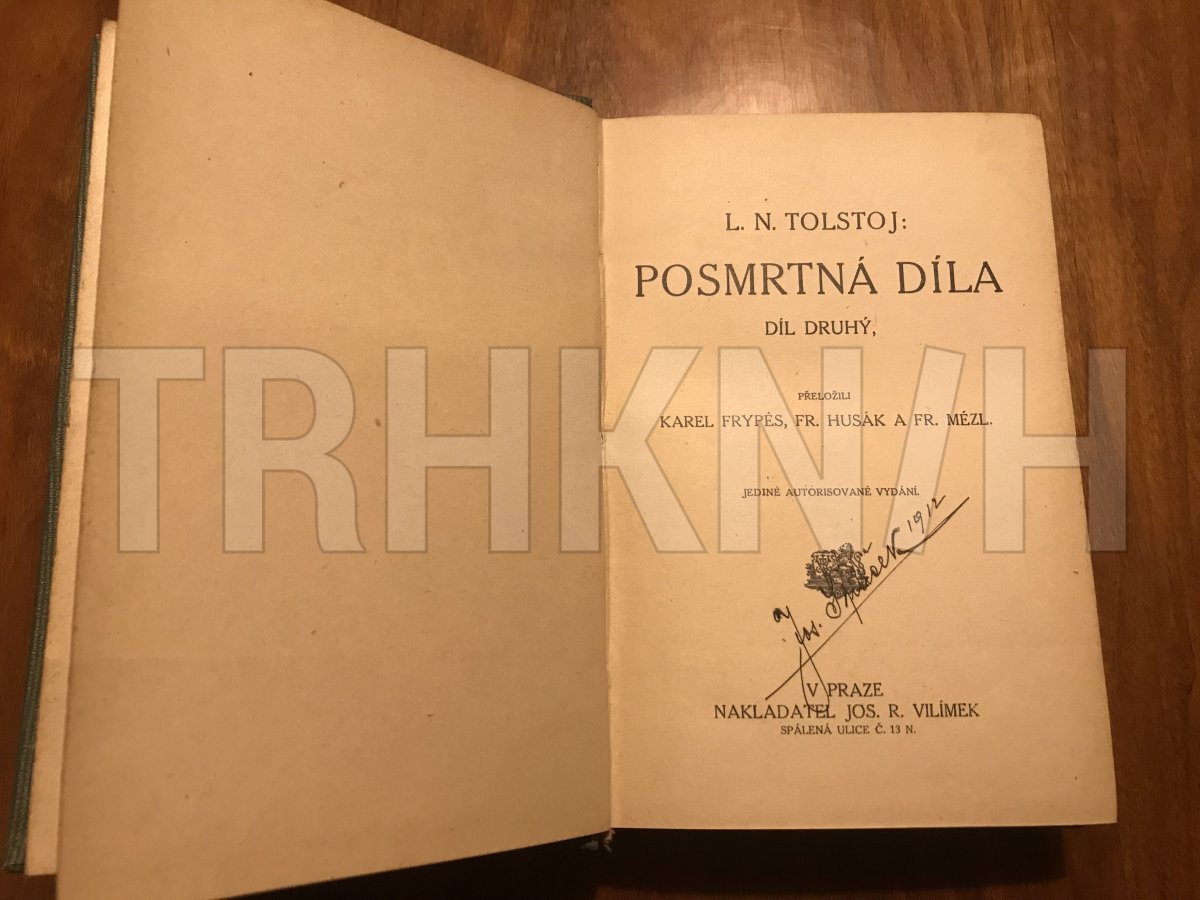 L. N. TOLSTOJ:
POSMRTNÁ DÍLA
DÍL DRUHÝ,
PŘELOŽILI
KAREL FRYPÉS, FR. HUSÁK A FR. MÉZL.
TRHKNIH
JEDINÉ AUTORISOVANÉ VYDÁNÍ.
Jos. 1912
V PRAZE
NAKLADATEL JOS. R. VILÍMEK
SPÁLENÁ ULICE Č. 13 N.